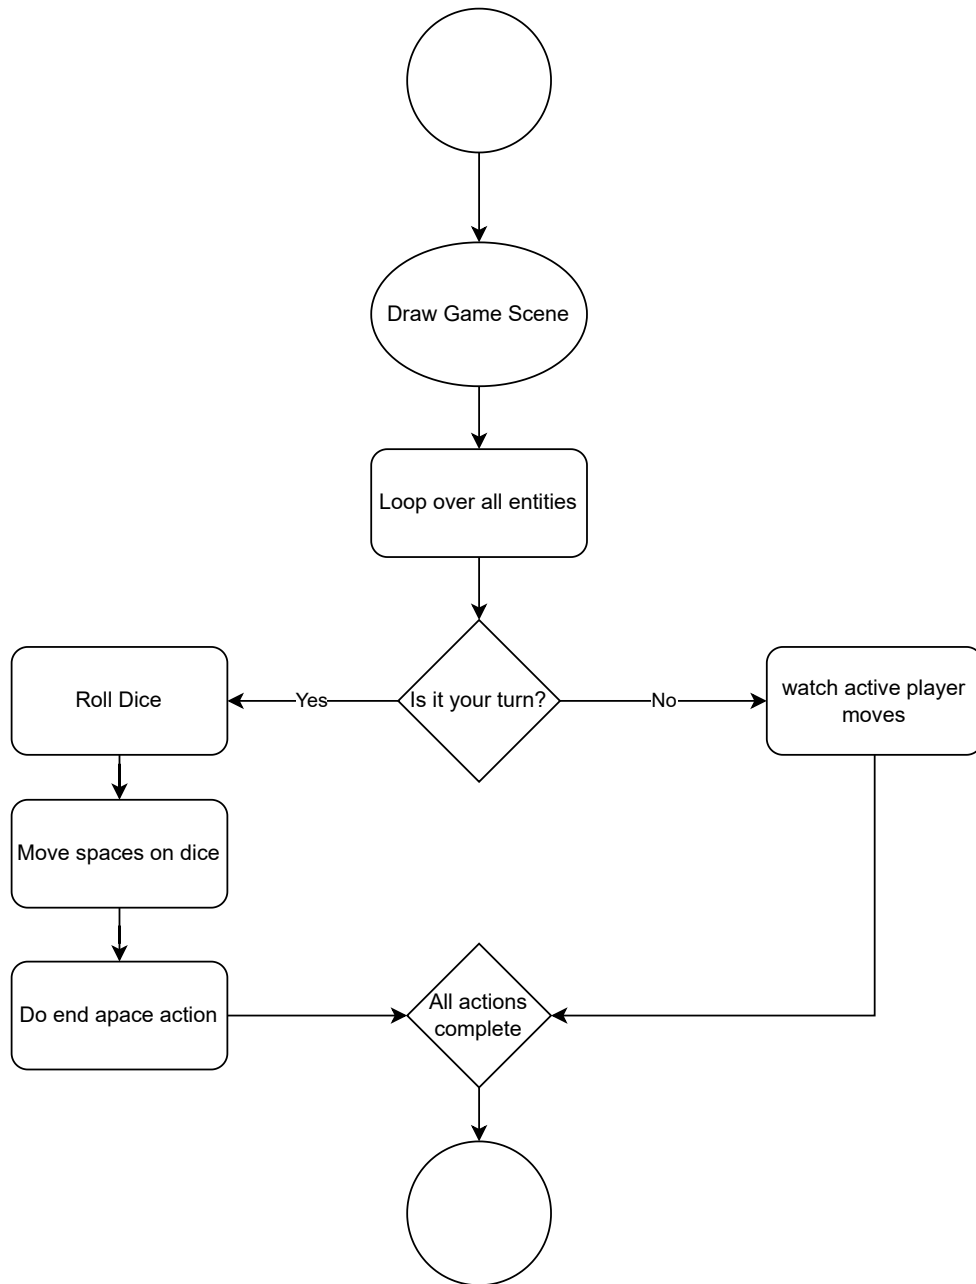 Draw Game Scene
Loop over all entities
Roll Dice
Yes
Is it your turn?
No
watch active player
moves
Move spaces on dice
Do end apace action
All actions
complete